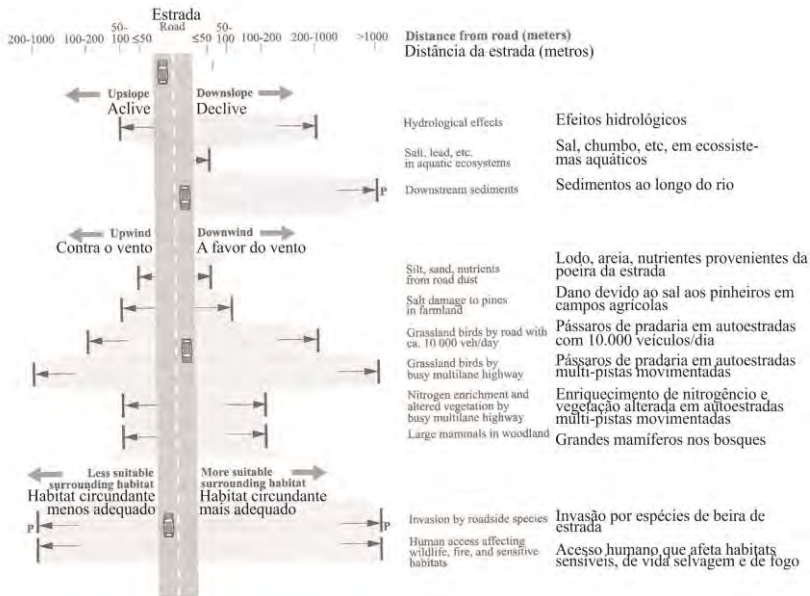 Estrada
Road
200-1000 100-200 50-100 ≤50 ≤50 50-100 100-200 200-1000 >1000
Distance from road (meters)
Distância da estrada (metros)
Upslope Downslope
Aclive Declive
Hydrological effects Efeitos hidrológicos
Salt, lead, etc. Sal, chumbo, etc, em ecossiste-
in aquatic ecosystems mas aquáticos
P Downstream sediments Sedimentos ao longo do rio
Upwind Downwind
Contra o vento A favor do vento
Lodo, areia, nutrientes provenientes da
Silt, sand, nutrients poeira da estrada
from road dust
Salt damage to pines Dano devido ao sal aos pinheiros em
in farmland campos agrícolas
Grassland birds by road with Pássaros de pradaria em autoestradas
ca. 10 000 veh/day com 10.000 veículos/dia
Grassland birds by Pássaros de pradaria em autoestradas
busy multilane highway multi-pistas movimentadas
Nitrogen enrichment and Enriquecimento de nitrogêncio e
altered vegetation by vegetação alterada em autoestradas
busy multilane highway multi-pistas movimentadas
Large mammals in woodland Grandes mamíferos nos bosques
Less suitable More suitable
surrounding habitat surrounding habitat
Habitat circundante Habitat circundante
menos adequado mais adequado
P P Invasion by roadside species Invasão por espécies de beira de
estrada
Human access affecting
wildlife, fire, and sensitive Acesso humano que afeta habitats
habitats sensíveis, de vida selvagem e de fogo